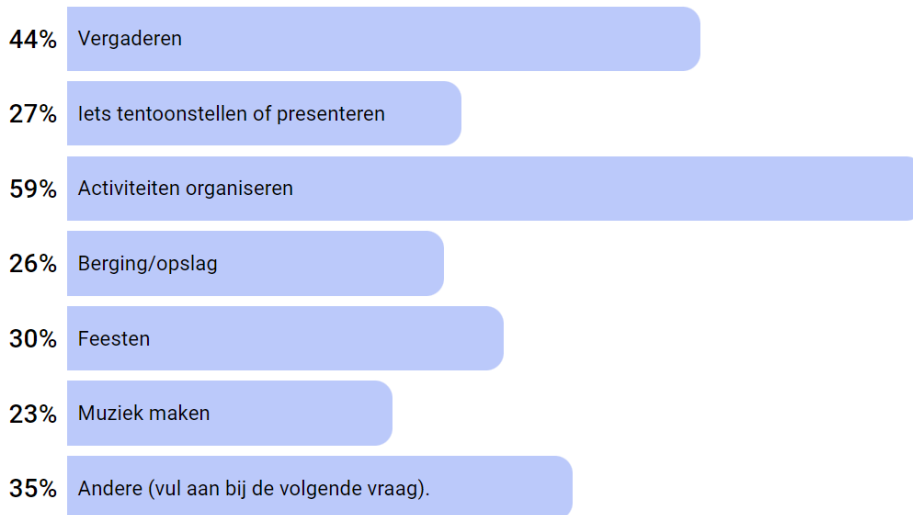 44% Vergaderen
27% Iets tentoonstellen of presenteren
59% Activiteiten organiseren
26% Berging/opslag
30% Feesten
23% Muziek maken
35% Andere (vul aan bij de volgende vraag).